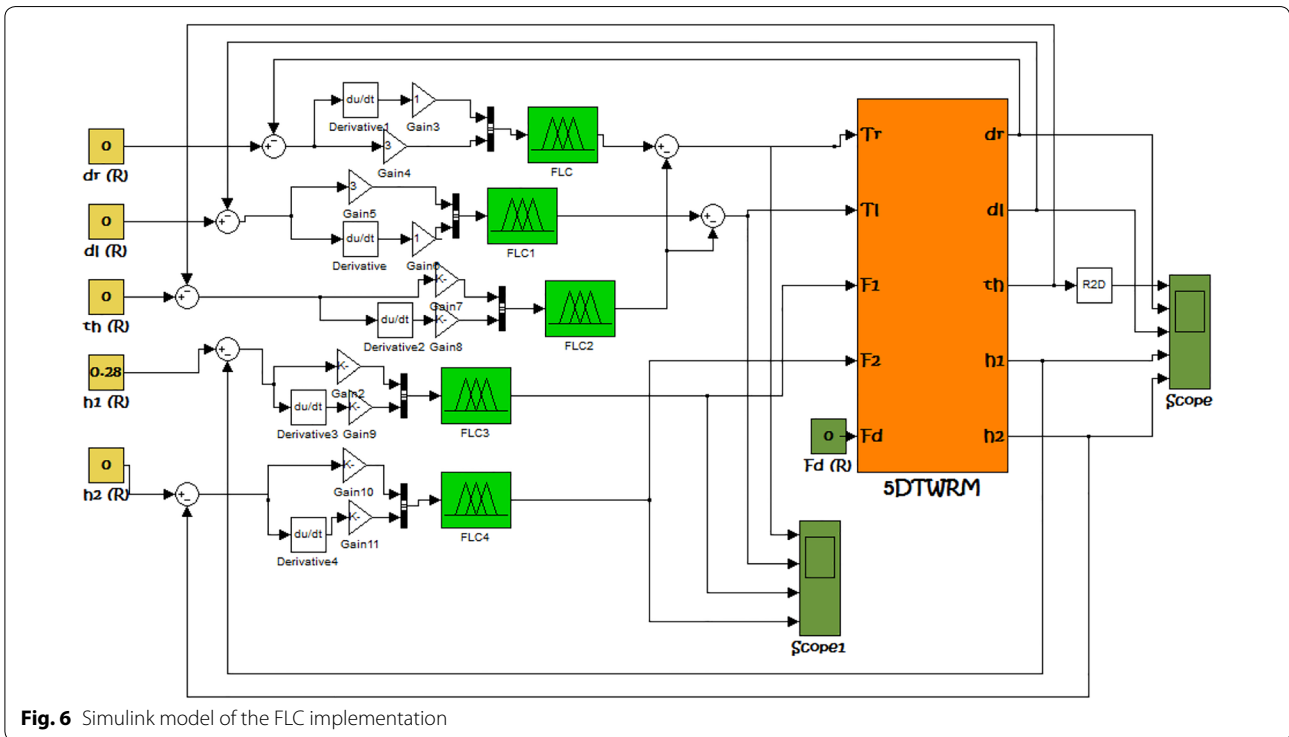 0
dr (R)
0
dl (R)
0
th (R)
0.28
h1 (R)
0
h2 (R)
du/dt
Derivative1
1
Gain3
3
Gain4
FLC
3
Gain5
du/dt
Derivative
1
FLC1
K-
Gain7
du/dt
Derivative2
K-
Gain8
FLC2
K-
Gain2
du/dt
Derivative3
K-
Gain9
FLC3
K-
Gain10
du/dt
Derivative4
K-
Gain11
FLC4
Tr
Tl
F1
F2
Fd
dr
dl
th
h1
h2
5DTWRM
0
Fd (R)
R2D
Scope
Scope1
Fig. 6 Simulink model of the FLC implementation